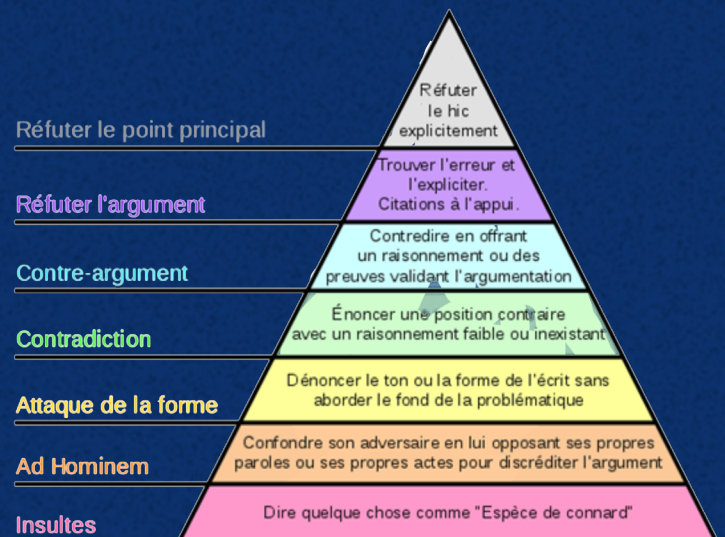 Réfuter
le hic
explicitement
Réfuter le point principal
Trouver l'erreur et
l'expliciter.
Citations à l'appui.
Réfuter l'argument
Contredire en offrant
un raisonnement ou des
preuves validant l'argumentation
Contre-argument
Énoncer une position contraire
avec un raisonnement faible ou inexistant
Contradiction
Dénoncer le ton ou la forme de l'écrit sans
aborder le fond de la problématique
Attaque de la forme
Confondre son adversaire en lui opposant ses propres
paroles ou ses propres actes pour discréditer l'argument
Ad Hominem
Dire quelque chose comme "Espèce de connard"
Insultes